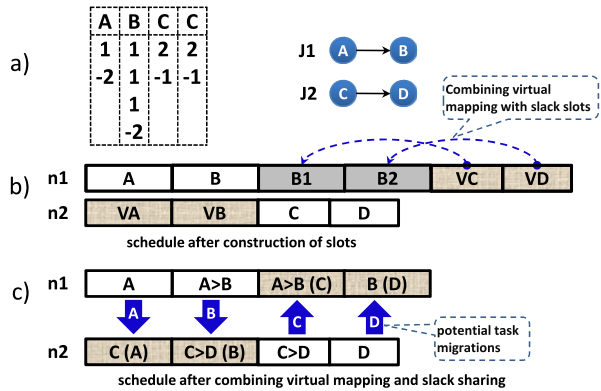 a)
A B C C
1 1 2 2
-2 1 -1 -1
1
-2
J1 A B
J2 C D
Combining virtual
mapping with slack slots
b)
n1 A B B1 B2 VC VD
n2 VA VB C D
schedule after construction of slots
c)
n1 A A>B A>B (C) B (D)
A B C D
potential task
migrations
n2 C (A) C>D (B) C>D D
schedule after combining virtual mapping and slack sharing